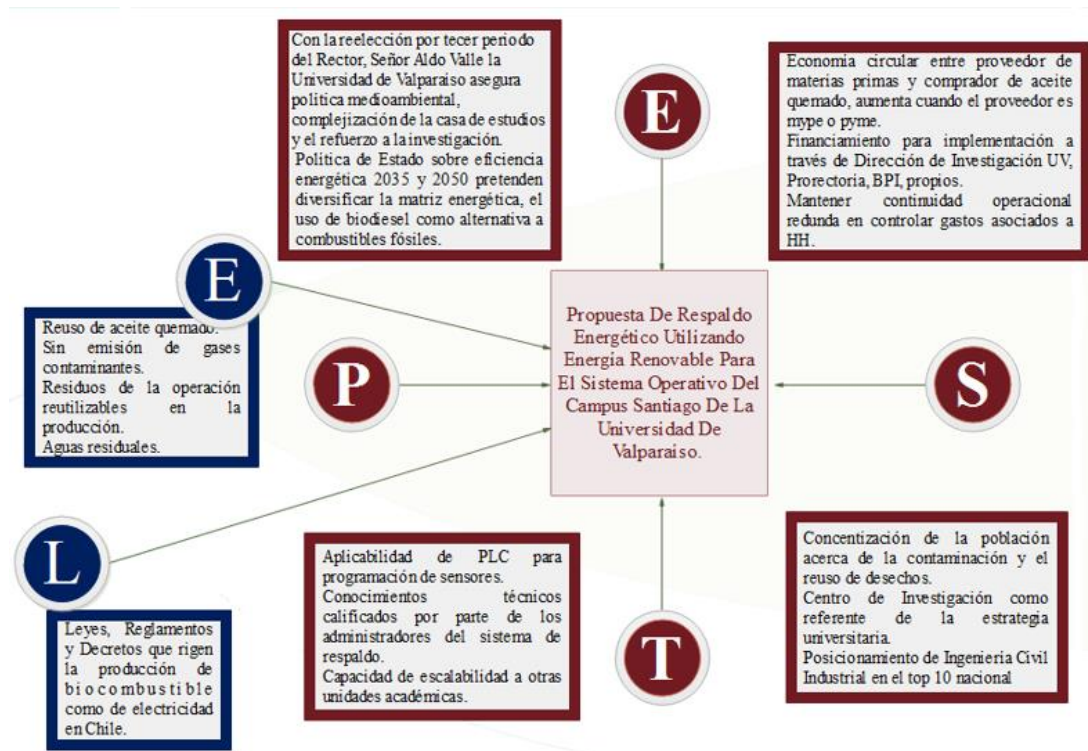 Con la reelección por tecer periodo
del Rector, Señor Aldo Valle la
Universidad de Valparaiso asegura
politica medioambiental,
complejización de la casa de estudios
y el refuerzo a la investigación.
Política de Estado sobre eficiencia
energética 2035 y 2050 pretenden
diversificar la matriz energética, el
uso de biodiesel como alternativa a
combustibles fósiles.
E
Economía circular entre proveedor de
materias primas y comprador de aceite
quemado, aumenta cuando el proveedor es
mype o pyme.
Financiamiento para implementación a
través de Dirección de Investigación UV,
Prorectoria, BPI, propios.
Mantener continuidad operacional
redunda en controlar gastos asociados a
HH.
E
Reuso de aceite quemado.
Sin emisión de gases
contaminantes.
Residuos de la operación
reutilizables en la
producción.
Aguas residuales.
P
Propuesta De Respaldo
Energético Utilizando
Energía Renovable Para
El Sistema Operativo Del
Campus Santiago De La
Universidad De
Valparaiso.
S
L
Leyes, Reglamentos
y Decretos que rigen
la producción de
biocombustible
como de electricidad
en Chile.
Aplicabilidad de PLC para
programación de sensores.
Conocimientos técnicos
calificados por parte de los
administradores del sistema de
respaldo.
Capacidad de escalabilidad a otras
unidades académicas.
T
Concentización de la población
acerca de la contaminación y el
reuso de desechos.
Centro de Investigación como
referente de la estrategia
universitaria.
Posicionamiento de Ingenieria Civil
Industrial en el top 10 nacional